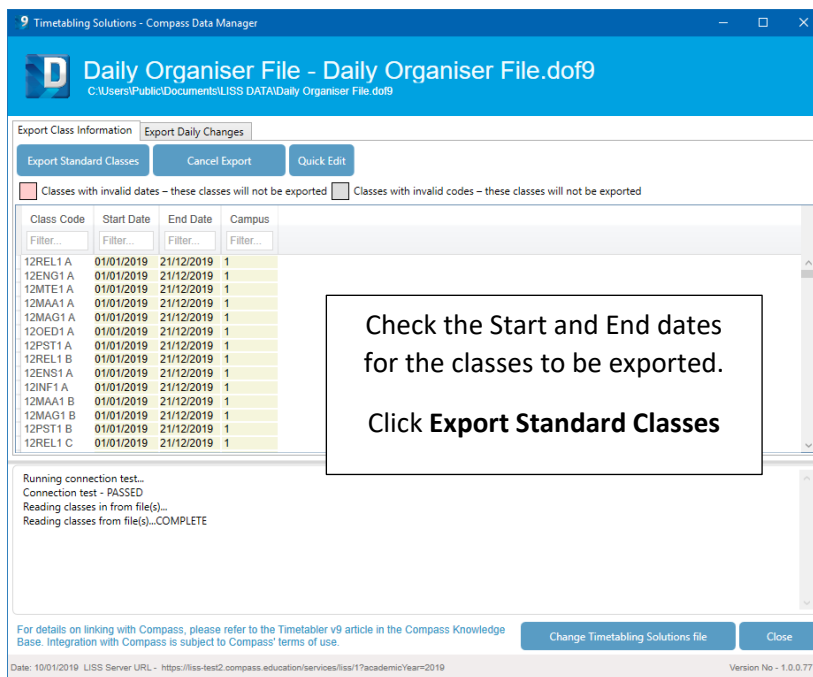 Timetabling Solutions - Compass Data Manager
Daily Organiser File - Daily Organiser File.dof9
C:\Users\Public\Documents\LISS DATA\Daily Organiser File.dof9
Export Class Information Export Daily Changes
Export Standard Classes Cancel Export Quick Edit
Classes with invalid dates – these classes will not be exported Classes with invalid codes – these classes will not be exported
Class Code Start Date End Date Campus
Filter... Filter... Filter... Filter...
12REL1 A 01/01/2019 21/12/2019 1
12ENG1 A 01/01/2019 21/12/2019 1
12MTE1 A 01/01/2019 21/12/2019 1
12MAA1 A 01/01/2019 21/12/2019 1
12MAG1 A 01/01/2019 21/12/2019 1
12OED1 A 01/01/2019 21/12/2019 1
12PST1 A 01/01/2019 21/12/2019 1
12REL1 B 01/01/2019 21/12/2019 1
12ENS1 A 01/01/2019 21/12/2019 1
12INF1 A 01/01/2019 21/12/2019 1
12MAA1 B 01/01/2019 21/12/2019 1
12MAG1 B 01/01/2019 21/12/2019 1
12PST1 B 01/01/2019 21/12/2019 1
12REL1 C 01/01/2019 21/12/2019 1
Check the Start and End dates
for the classes to be exported.
Click Export Standard Classes
Running connection test...
Connection test - PASSED
Reading classes in from file(s)...
Reading classes from file(s)...COMPLETE
For details on linking with Compass, please refer to the Timetabler v9 article in the Compass Knowledge
Base. Integration with Compass is subject to Compass' terms of use.
Change Timetabling Solutions file Close
Date: 10/01/2019 LISS Server URL - https://liss-test2.compass.education/services/liss/1?academicYear=2019 Version No - 1.0.0.77